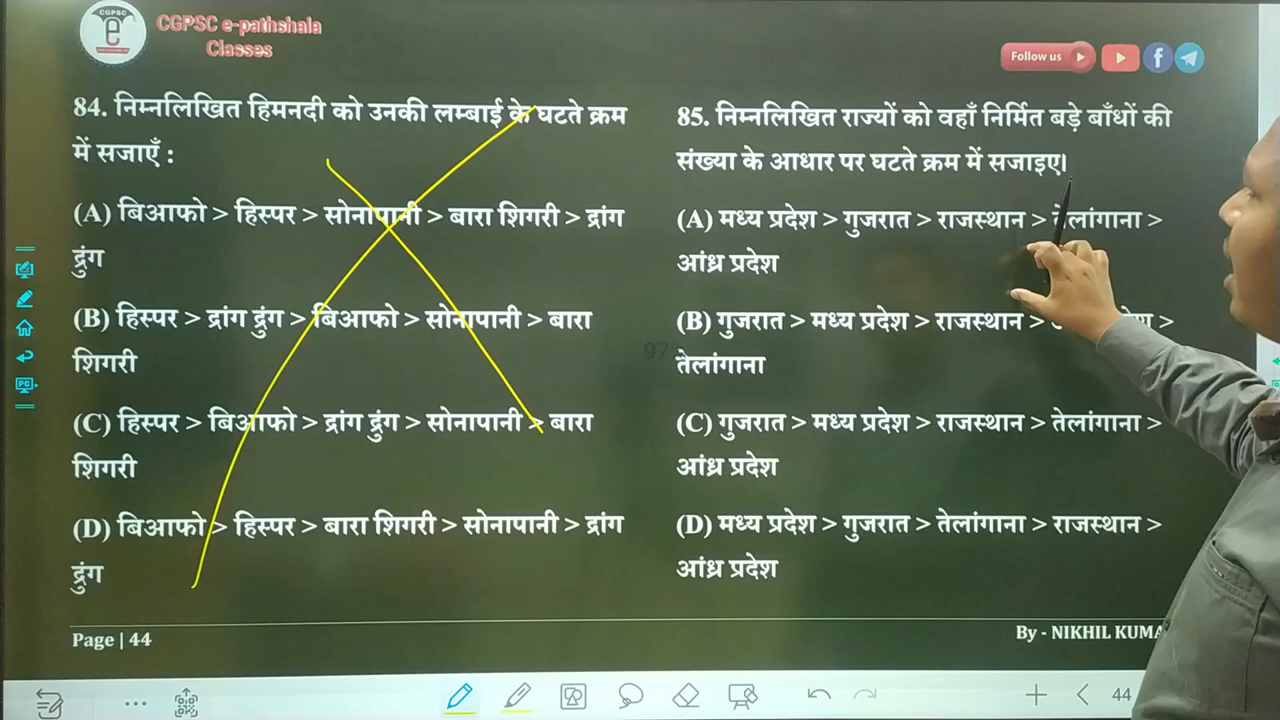 CGPSC
e
CGPSC e-pathshala
Classes
Follow us
84. निम्नलिखित हिमनदी को उनकी लम्बाई के घटते क्रम
में सजाएँ :
(A) बिआफो > हिस्पर > सोनापानी > बारा शिगरी > द्रांग
द्रुंग
(B) हिस्पर > द्रांग द्रुंग > बिआफो > सोनापानी > बारा
शिगरी
(C) हिस्पर > बिआफो > द्रांग द्रुंग > सोनापानी > बारा
शिगरी
(D) बिआफो > हिस्पर > बारा शिगरी > सोनापानी > द्रांग
द्रुंग
85. निम्नलिखित राज्यों को वहाँ निर्मित बड़े बाँधों की
संख्या के आधार पर घटते क्रम में सजाइए।
(A) मध्य प्रदेश > गुजरात > राजस्थान > तेलांगाना >
आंध्र प्रदेश
(B) गुजरात > मध्य प्रदेश > राजस्थान > >
तेलांगाना
(C) गुजरात > मध्य प्रदेश > राजस्थान > तेलांगाना >
आंध्र प्रदेश
(D) मध्य प्रदेश > गुजरात > तेलांगाना > राजस्थान >
आंध्र प्रदेश
Page | 44
By - NIKHIL
PC
44